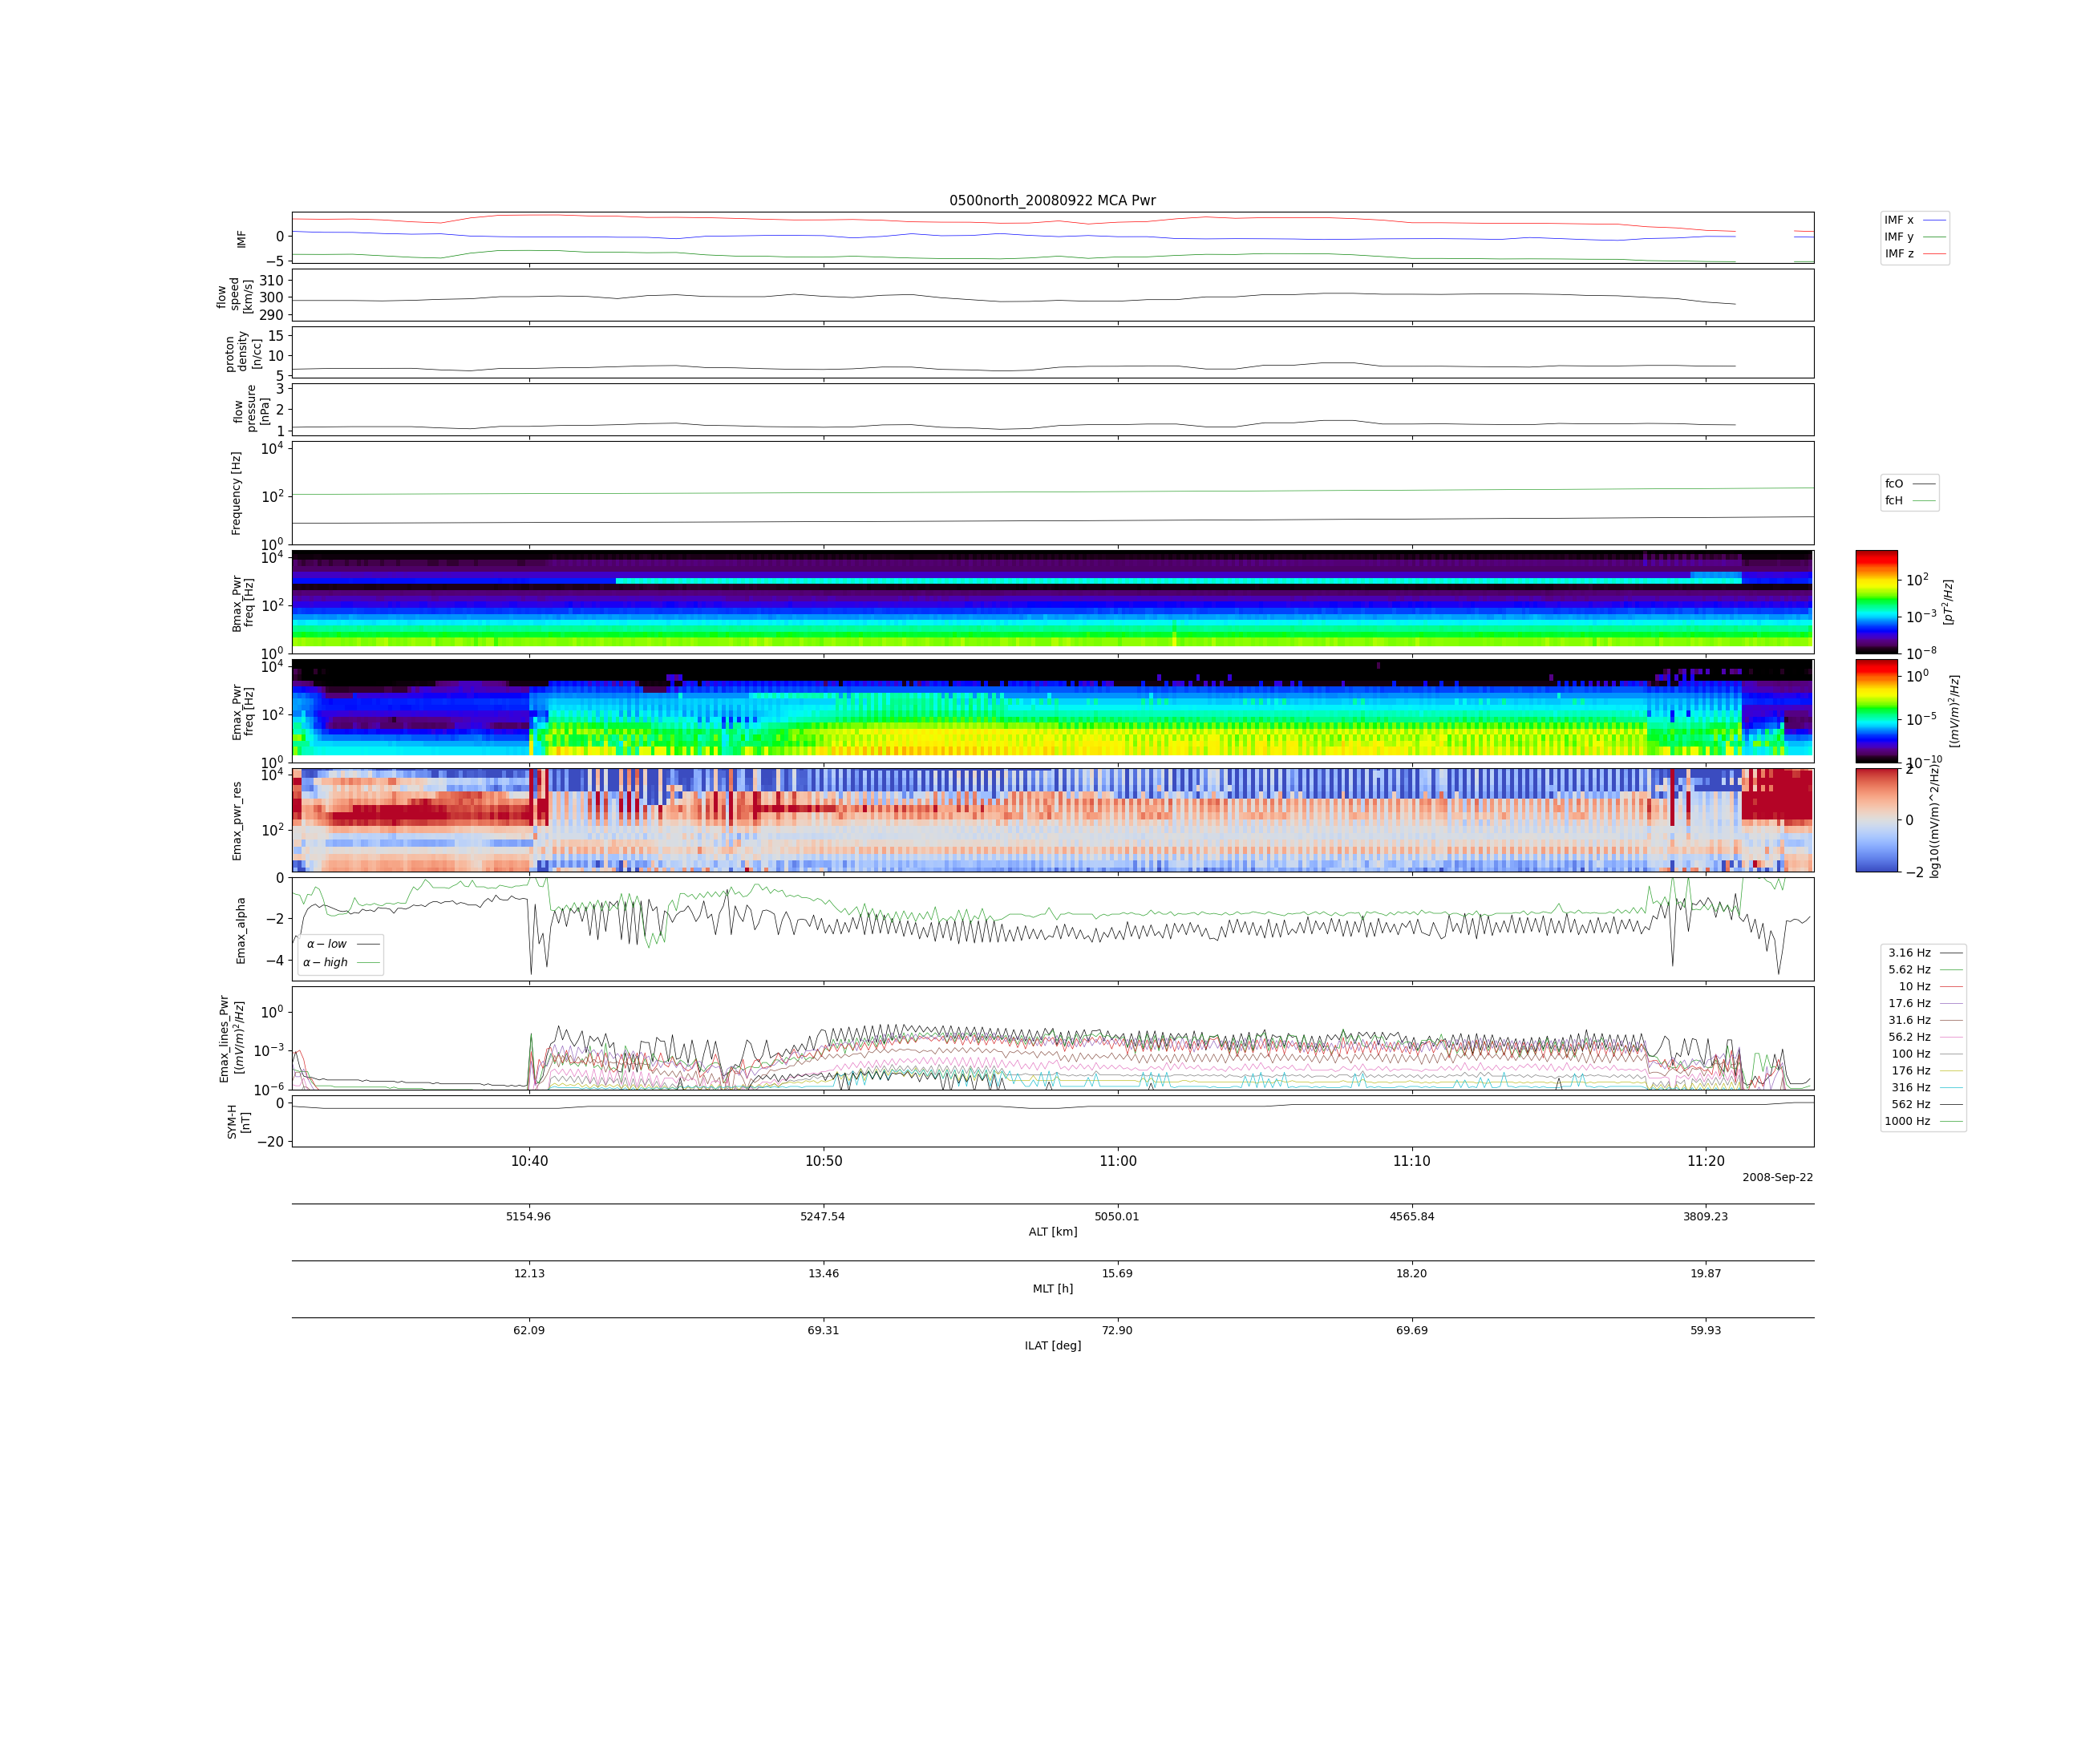 0500north_20080922 MCA Pwr
IMF
0
−5
IMF x
IMF y
IMF z
flow
speed
[km/s]
310
300
290
proton
density
[n/cc]
15
10
5
flow
pressure
[nPa]
3
2
1
Frequency [Hz]
10^4
10^2
10^0
fcO
fcH
Bmax_Pwr
freq [Hz]
10^4
10^2
10^0
10^2
10^-3
10^-8
[pT^2/Hz]
Emax_Pwr
freq [Hz]
10^4
10^2
10^0
10^0
10^-5
10^-10
[(mV/m)^2/Hz]
Emax_pwr_res
10^4
10^2
2
0
−2
log10((mV/m)^2/Hz)
Emax_alpha
0
−2
−4
α − low
α − high
Emax_lines_Pwr
[(mV/m)^2/Hz]
10^0
10^-3
10^-6
3.16 Hz
5.62 Hz
10 Hz
17.6 Hz
31.6 Hz
56.2 Hz
100 Hz
176 Hz
316 Hz
562 Hz
1000 Hz
SYM-H
[nT]
0
−20
10:40 10:50 11:00 11:10 11:20
2008-Sep-22
5154.96 5247.54 5050.01 4565.84 3809.23
ALT [km]
12.13 13.46 15.69 18.20 19.87
MLT [h]
62.09 69.31 72.90 69.69 59.93
ILAT [deg]